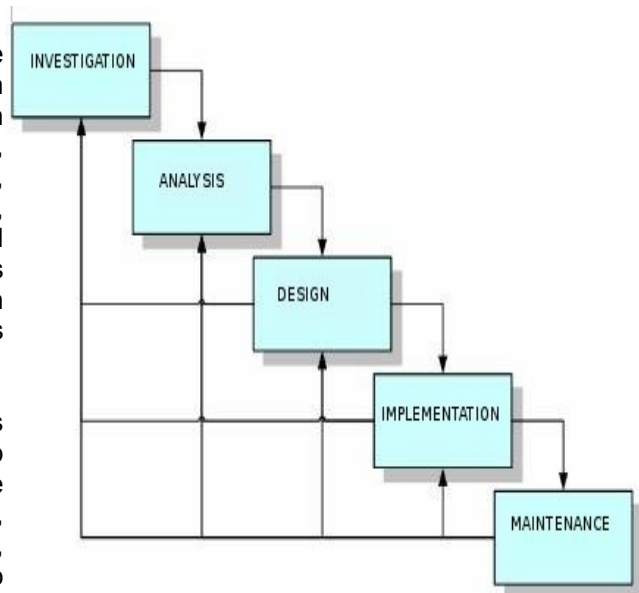 INVESTIGATION
ANALYSIS
DESIGN
IMPLEMENTATION
MAINTENANCE